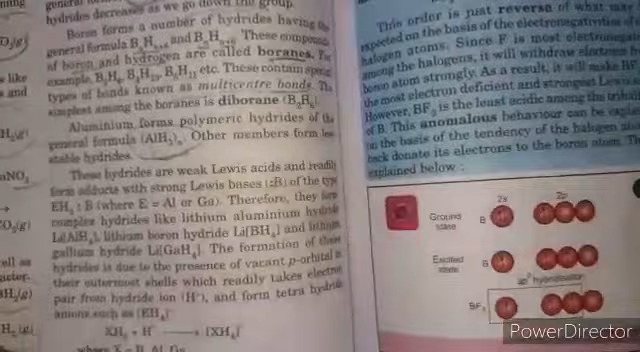 hydrides decreases as we go down the group.
Boron forms a number of hydrides having the
general formula BnHn+4 and BnHn+6. These compounds
of boron and hydrogen are called boranes. For
example, B2H6, B4H10, B5H11 etc. These contain special
types of bonds known as multicentre bonds. The
simplest among the boranes is diborane (B2H6).
Aluminium forms polymeric hydrides of the
general formula (AlH3)n. Other members form less
stable hydrides.
These hydrides are weak Lewis acids and readily
form adducts with strong Lewis bases (:B) of the type
EH3 : B (where E = Al or Ga). Therefore, they form
complex hydrides like lithium aluminium hydride
Li[AlH4], lithium boron hydride Li[BH4] and lithium
gallium hydride Li[GaH4]. The formation of these
hydrides is due to the presence of vacant p-orbital in
their outermost shells which readily takes electron
pair from hydride ion (H-), and form tetra hydride
anions such as [EH4]-
XH3 + H- → [XH4]-
where X = B, Al, Ga
This order is just reverse of what may
expected on the basis of the electronegativities of
halogen atoms. Since F is most electronegative
among the halogens, it will withdraw electrons
boron atom strongly. As a result, it will make BF3
the most electron deficient and strongest Lewis
However, BF3 is the least acidic among the
of B. This anomalous behaviour can be explained
on the basis of the tendency of the halogen
back donate its electrons to the boron atom.
explained below :
2s 2p
Ground state B
Excited state B
sp2 hybridisation
BF3
PowerDirector